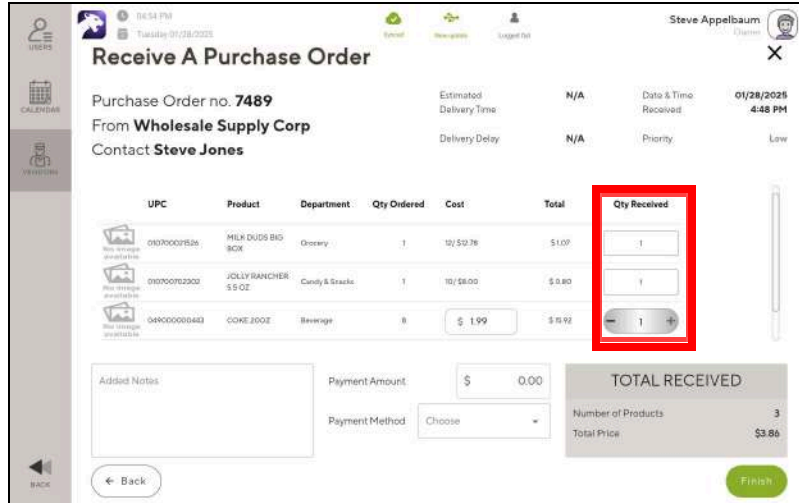 04:54 PM
Tuesday 01/28/2025
Synced
New update
Logged Out
Steve Appelbaum
Owner
USERS
CALENDAR
VENDORS
BACK
Receive A Purchase Order
Purchase Order no. 7489
From Wholesale Supply Corp
Contact Steve Jones
Estimated Delivery Time N/A
Delivery Delay N/A
Date & Time Received 01/28/2025 4:48 PM
Priority Low
UPC Product Department Qty Ordered Cost Total Qty Received
No image available 010700021526 MILK DUDS BIG BOX Grocery 1 12/ $12.78 $ 1.07 1
No image available 010700702302 JOLLY RANCHER 5.5 OZ Candy & Snacks 1 10/ $8.00 $ 0.80 1
No image available 049000000443 COKE 20OZ Beverage 8 $ 1.99 $ 15.92 − 1 +
Added Notes
Payment Amount $ 0.00
Payment Method Choose
TOTAL RECEIVED
Number of Products 3
Total Price $3.86
← Back
Finish